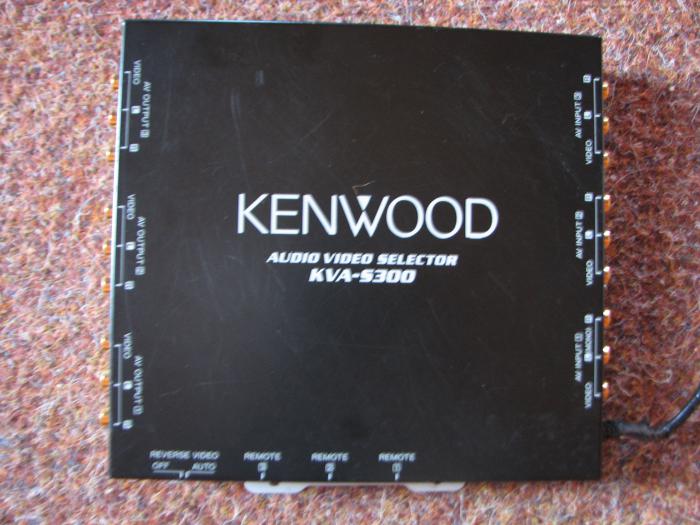 KENWOOD
AUDIO VIDEO SELECTOR
KVA-S300
VIDEO
L
R
AV OUTPUT 3
VIDEO
L
R
AV OUTPUT 2
VIDEO
L
R
AV OUTPUT 1
R
L
VIDEO
AV INPUT 3
R
L
VIDEO
AV INPUT 2
R
L (MONO)
VIDEO
AV INPUT 1
REVERSE VIDEO
OFF AUTO
REMOTE
3
REMOTE
2
REMOTE
1